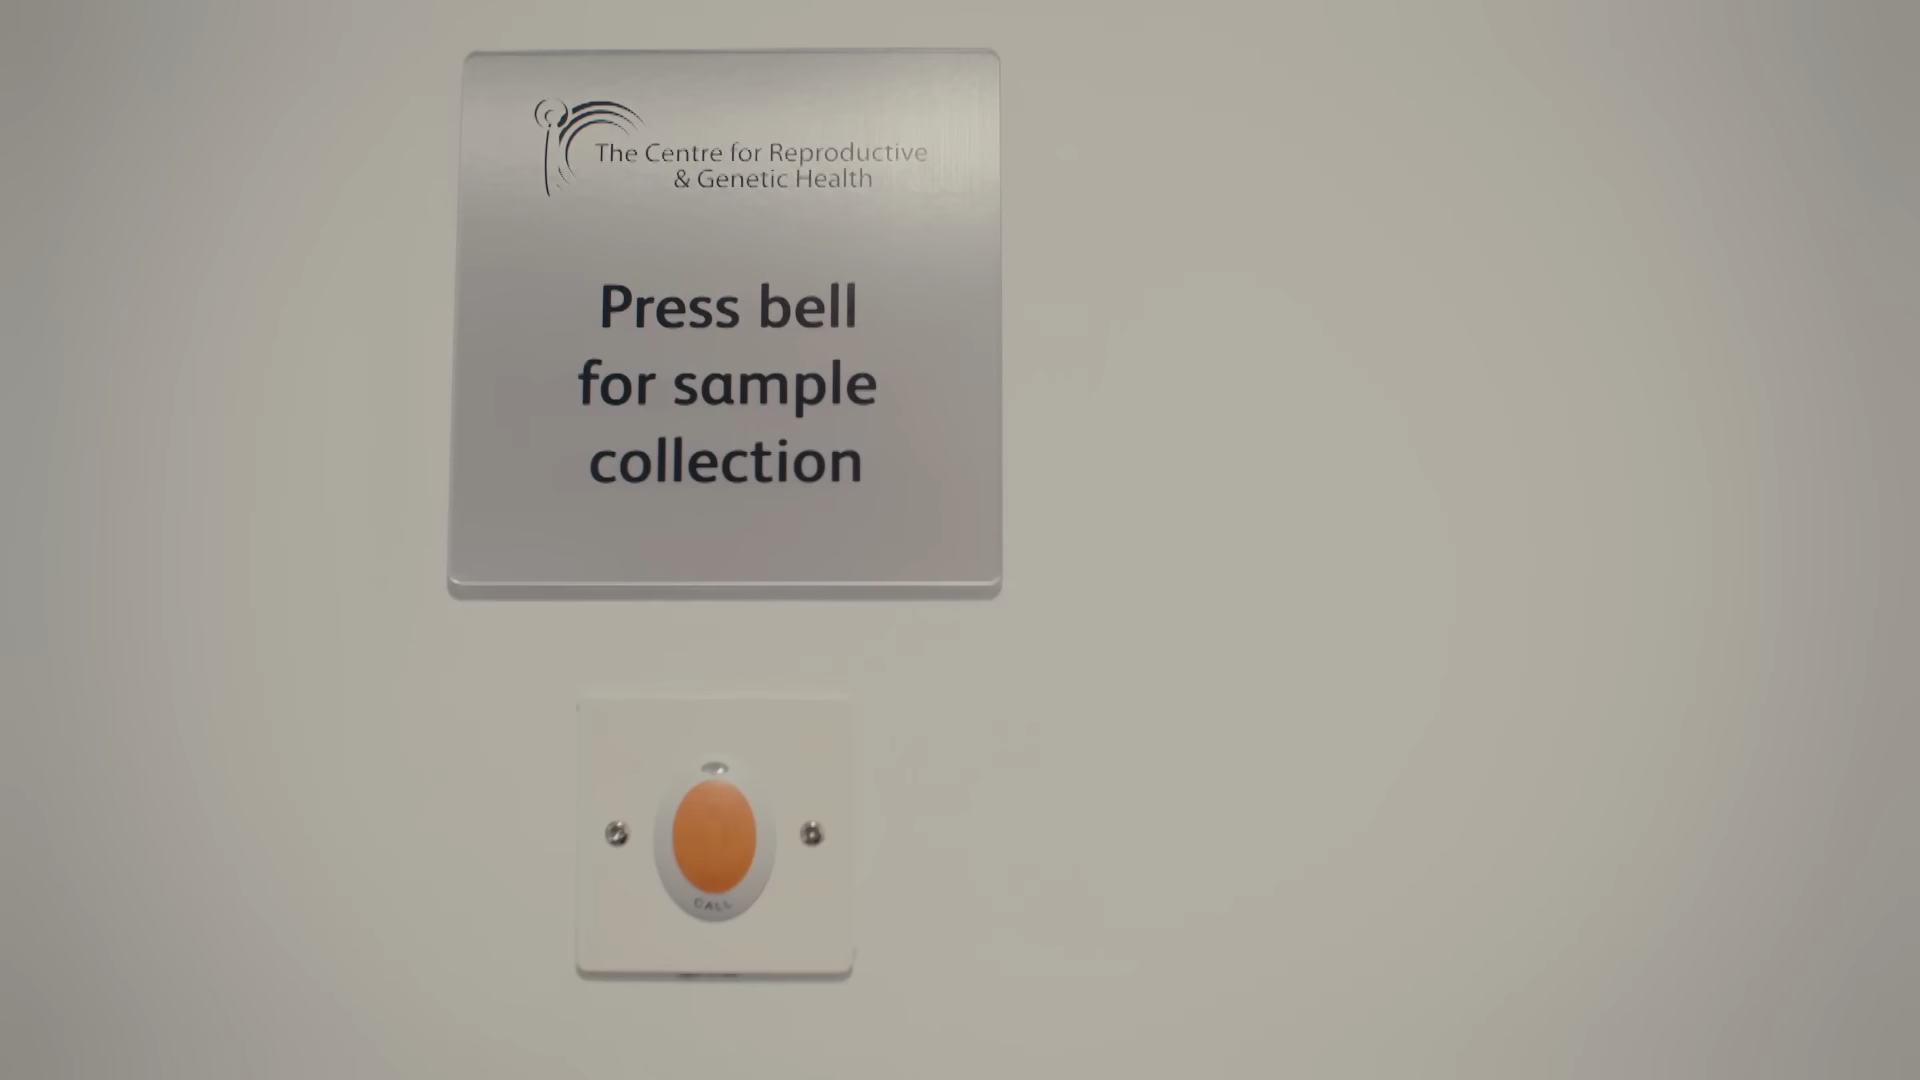 The Centre for Reproductive
& Genetic Health
Press bell
for sample
collection
CALL